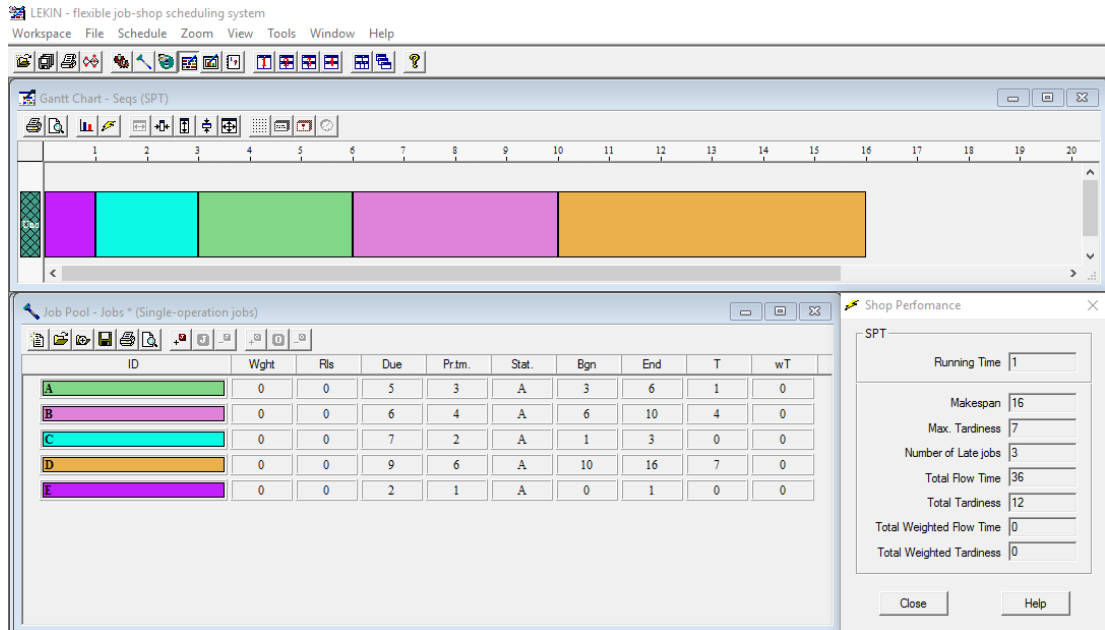 LEKIN - flexible job-shop scheduling system
Workspace File Schedule Zoom View Tools Window Help
Gantt Chart - Seqs (SPT)
1 2 3 4 5 6 7 8 9 10 11 12 13 14 15 16 17 18 19 20
Job Pool - Jobs * (Single-operation jobs)
ID Wght Rls Due Pr.tm. Stat. Bgn End T wT
A 0 0 5 3 A 3 6 1 0
B 0 0 6 4 A 6 10 4 0
C 0 0 7 2 A 1 3 0 0
D 0 0 9 6 A 10 16 7 0
E 0 0 2 1 A 0 1 0 0
Shop Perfomance
SPT
Running Time 1
Makespan 16
Max. Tardiness 7
Number of Late jobs 3
Total Flow Time 36
Total Tardiness 12
Total Weighted Flow Time 0
Total Weighted Tardiness 0
Close Help